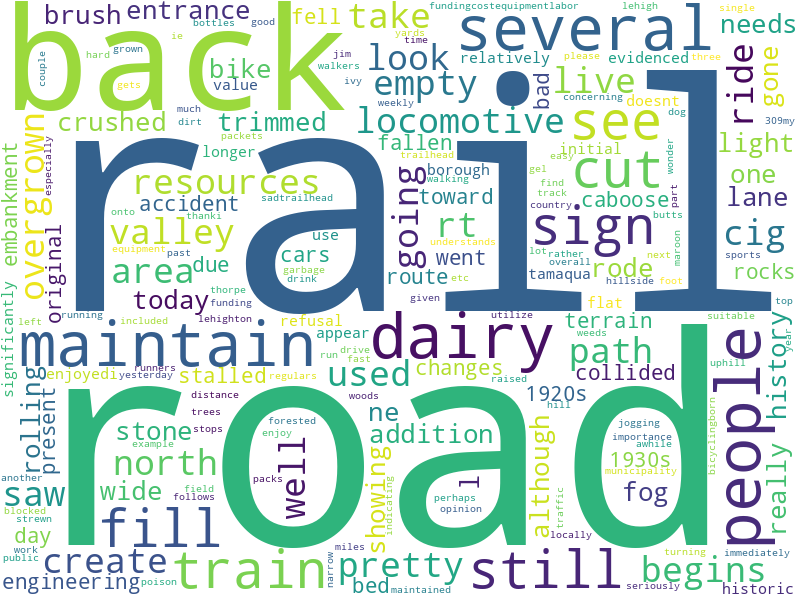 brush entrance fell take several fundingcostequipmentlabor lehigh single needs
back bottles good ie grown hard bike value couple time yards jim walkers ivy weekly
look empty relatively evidenced live please three bad concerning gets much dirt
crushed trimmed locomotive see doesnt dog 309my ride gone
overgrown packets longer onto thanki fallen initial trailhead borough walking gel easy find track country butts light
rail
especially resources sadtrailhead accident valley going toward cut caboose wonder part one
significantly embankment original area due cars use past garbage drink rt went understands route etc sign lot rather overall next tamaqua hillside foot maroon lane cig sports rocks
equipment thorpe funding today rode flat given utilize top suitable
left running included lehighton refusal appear dairy terrain weeds year
maintain runners run drive fast yesterday regulars path people history
rolling enjoyedi stalled changes collided raised uphill really
present used distance woods ne hill 1920s bicyclingborn
stone trees stops example forested enjoy addition jogging importance awhile 1930s municipality
road
north well l perhaps opinion although fog
saw wide field follows packs showing indicating traffic
another strewn blocked day public work fill narrow miles pretty locally still turning begins immediately
engineering create poison train bed maintained seriously historic